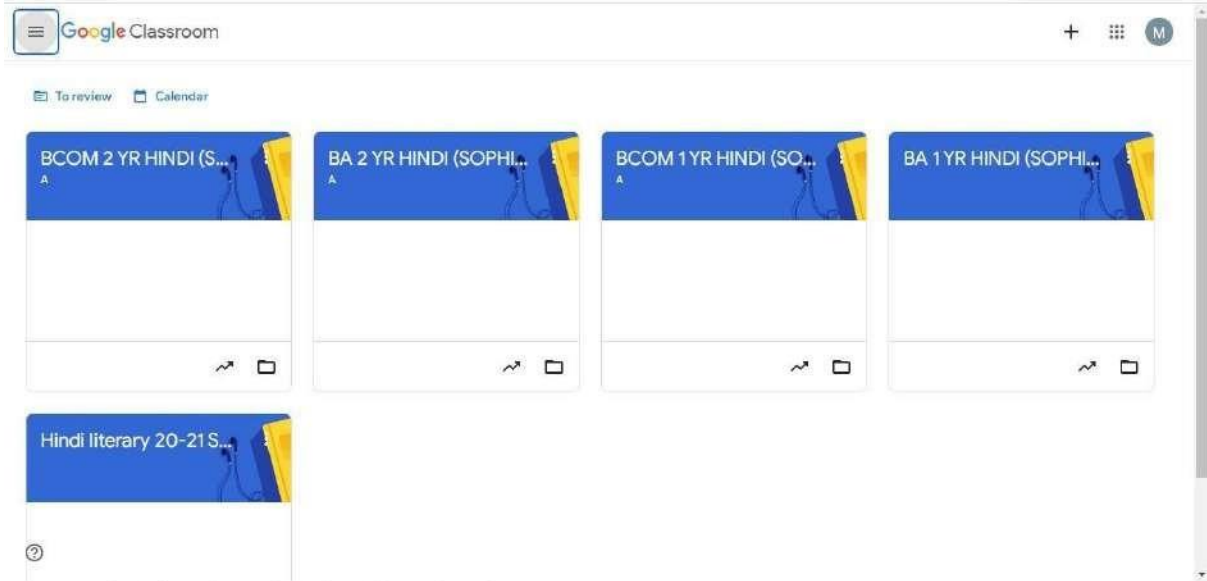 Google Classroom
M
To review Calendar
BCOM 2 YR HINDI (S...
A
BA 2 YR HINDI (SOPHI...
A
BCOM 1 YR HINDI (SO...
A
BA 1 YR HINDI (SOPHI...
Hindi literary 20-21 S...
?